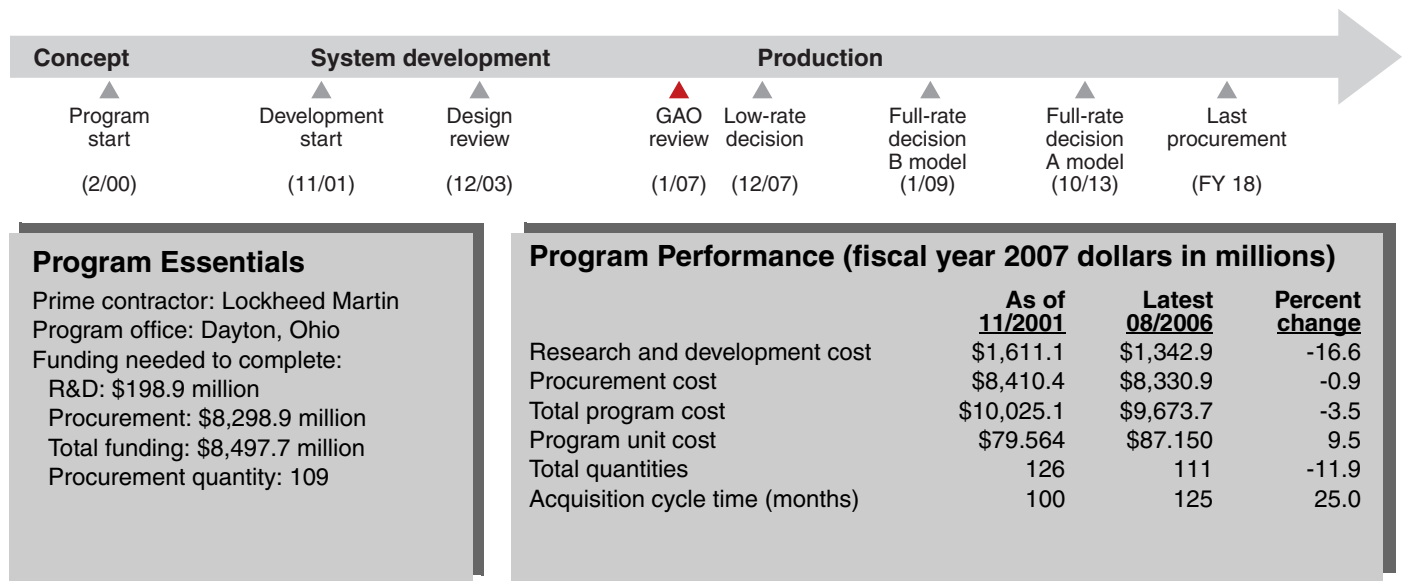 Concept System development Production
Program start (2/00)
Development start (11/01)
Design review (12/03)
GAO review (1/07)
Low-rate decision (12/07)
Full-rate decision B model (1/09)
Full-rate decision A model (10/13)
Last procurement (FY 18)
Program Essentials
Prime contractor: Lockheed Martin
Program office: Dayton, Ohio
Funding needed to complete:
R&D: $198.9 million
Procurement: $8,298.9 million
Total funding: $8,497.7 million
Procurement quantity: 109
Program Performance (fiscal year 2007 dollars in millions)
As of 11/2001 Latest 08/2006 Percent change
Research and development cost $1,611.1 $1,342.9 -16.6
Procurement cost $8,410.4 $8,330.9 -0.9
Total program cost $10,025.1 $9,673.7 -3.5
Program unit cost $79.564 $87.150 9.5
Total quantities 126 111 -11.9
Acquisition cycle time (months) 100 125 25.0